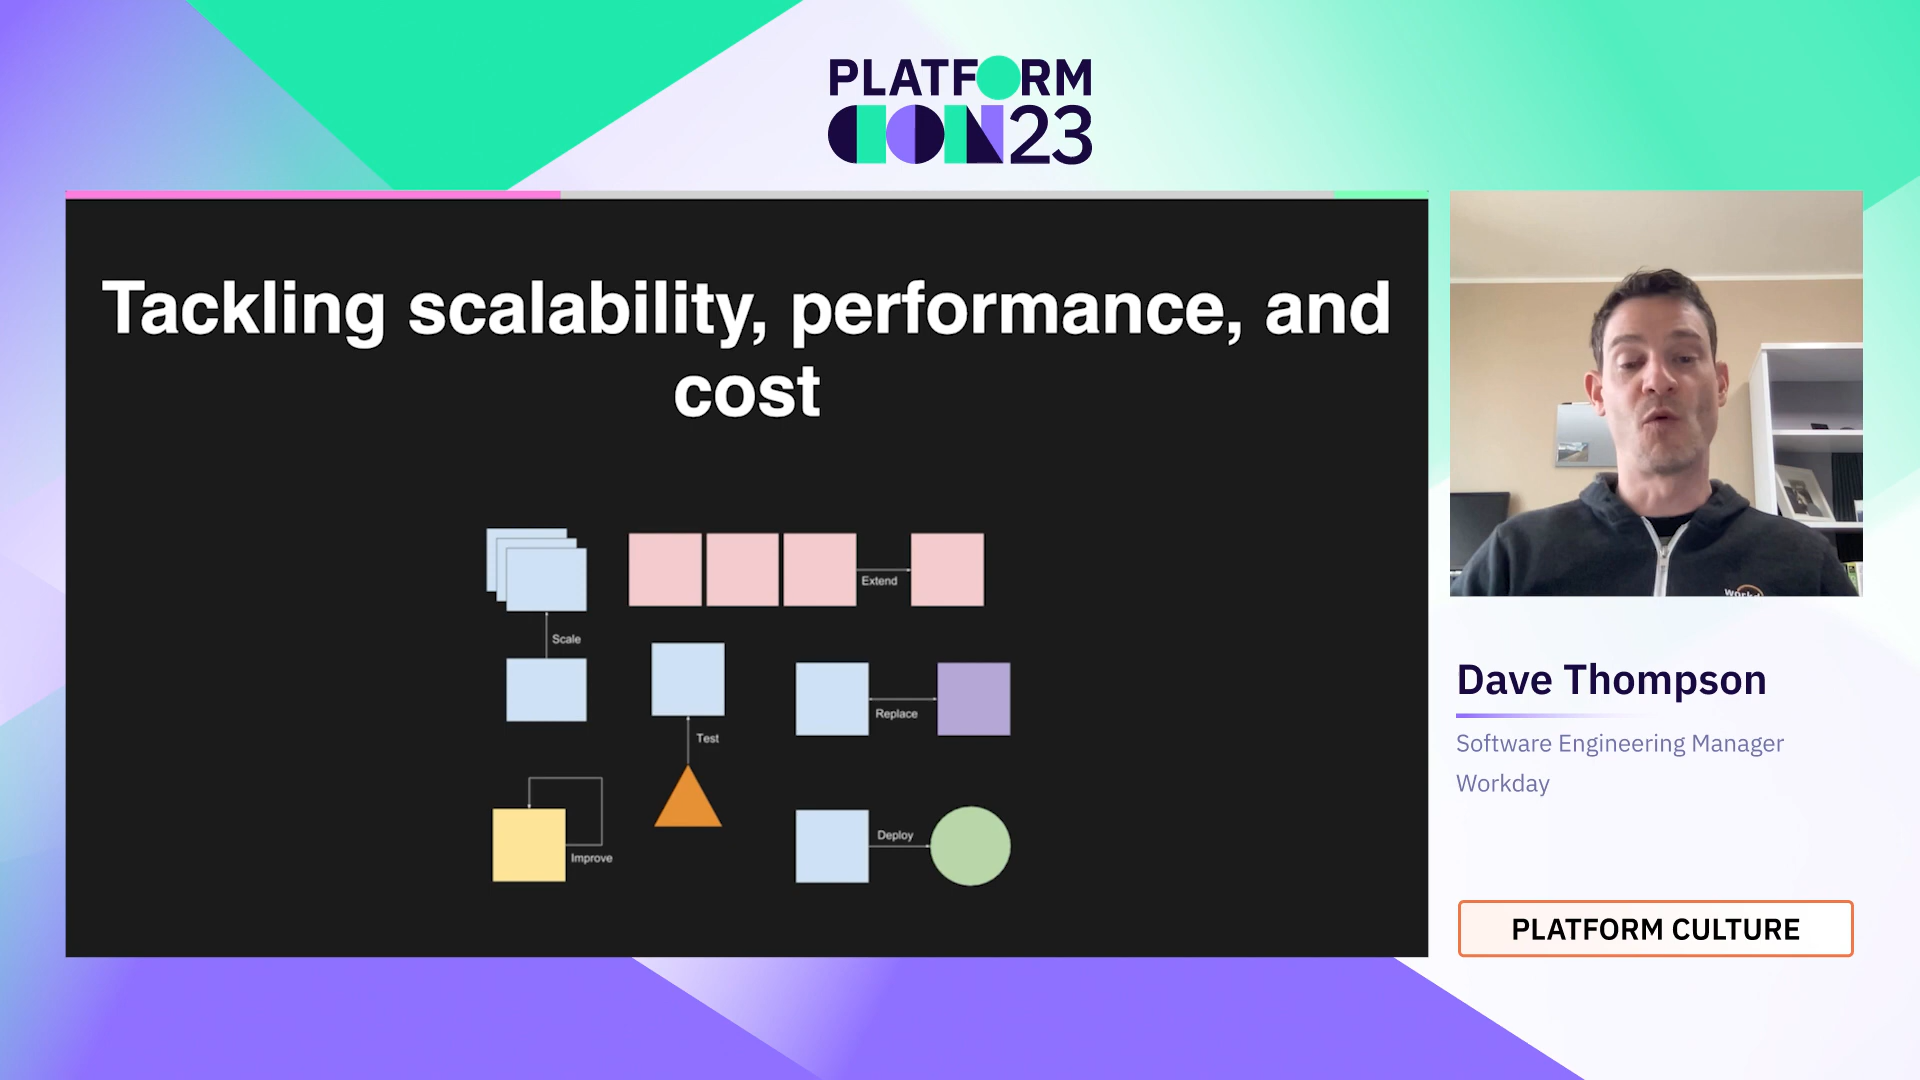 PLATFORM
CON23
Tackling scalability, performance, and
cost
Extend
Scale
Test
Replace
Improve
Deploy
Dave Thompson
Software Engineering Manager
Workday
PLATFORM CULTURE